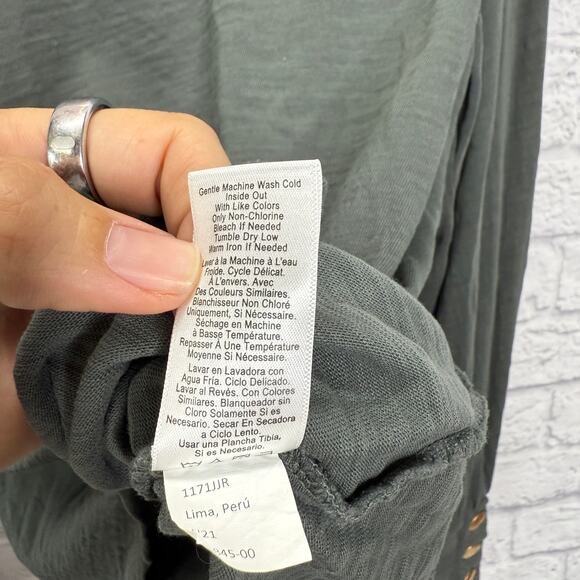 Gentle Machine Wash Cold
Inside Out
With Like Colors
Only Non-Chlorine
Bleach If Needed
Tumble Dry Low
Warm Iron If Needed
Laver à la Machine à L'eau
Froide. Cycle Délicat.
À L'envers. Avec
Des Couleurs Similaires.
Blanchisseur Non Chloré
Uniquement, Si Nécessaire.
Séchage en Machine
à Basse Température.
Repasser À Une Température
Moyenne Si Nécessaire.
Lavar en Lavadora con
Agua Fría. Ciclo Delicado.
Lavar al Revés. Con Colores
Similares. Blanqueador sin
Cloro Solamente Si es
Necesario. Secar En Secadora
a Ciclo Lento.
Usar una Plancha Tibia,
Si es Necesario.
1171JJR
Lima, Perú
'21
845-00